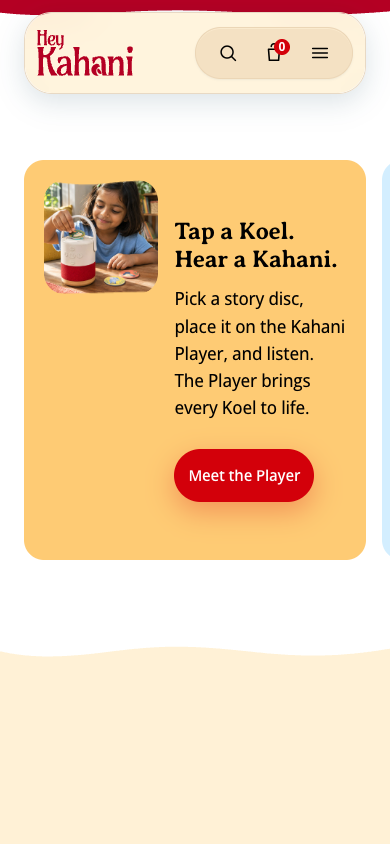 Hey
Kahani
0
Tap a Koel.
Hear a Kahani.
Pick a story disc,
place it on the Kahani
Player, and listen.
The Player brings
every Koel to life.
Meet the Player